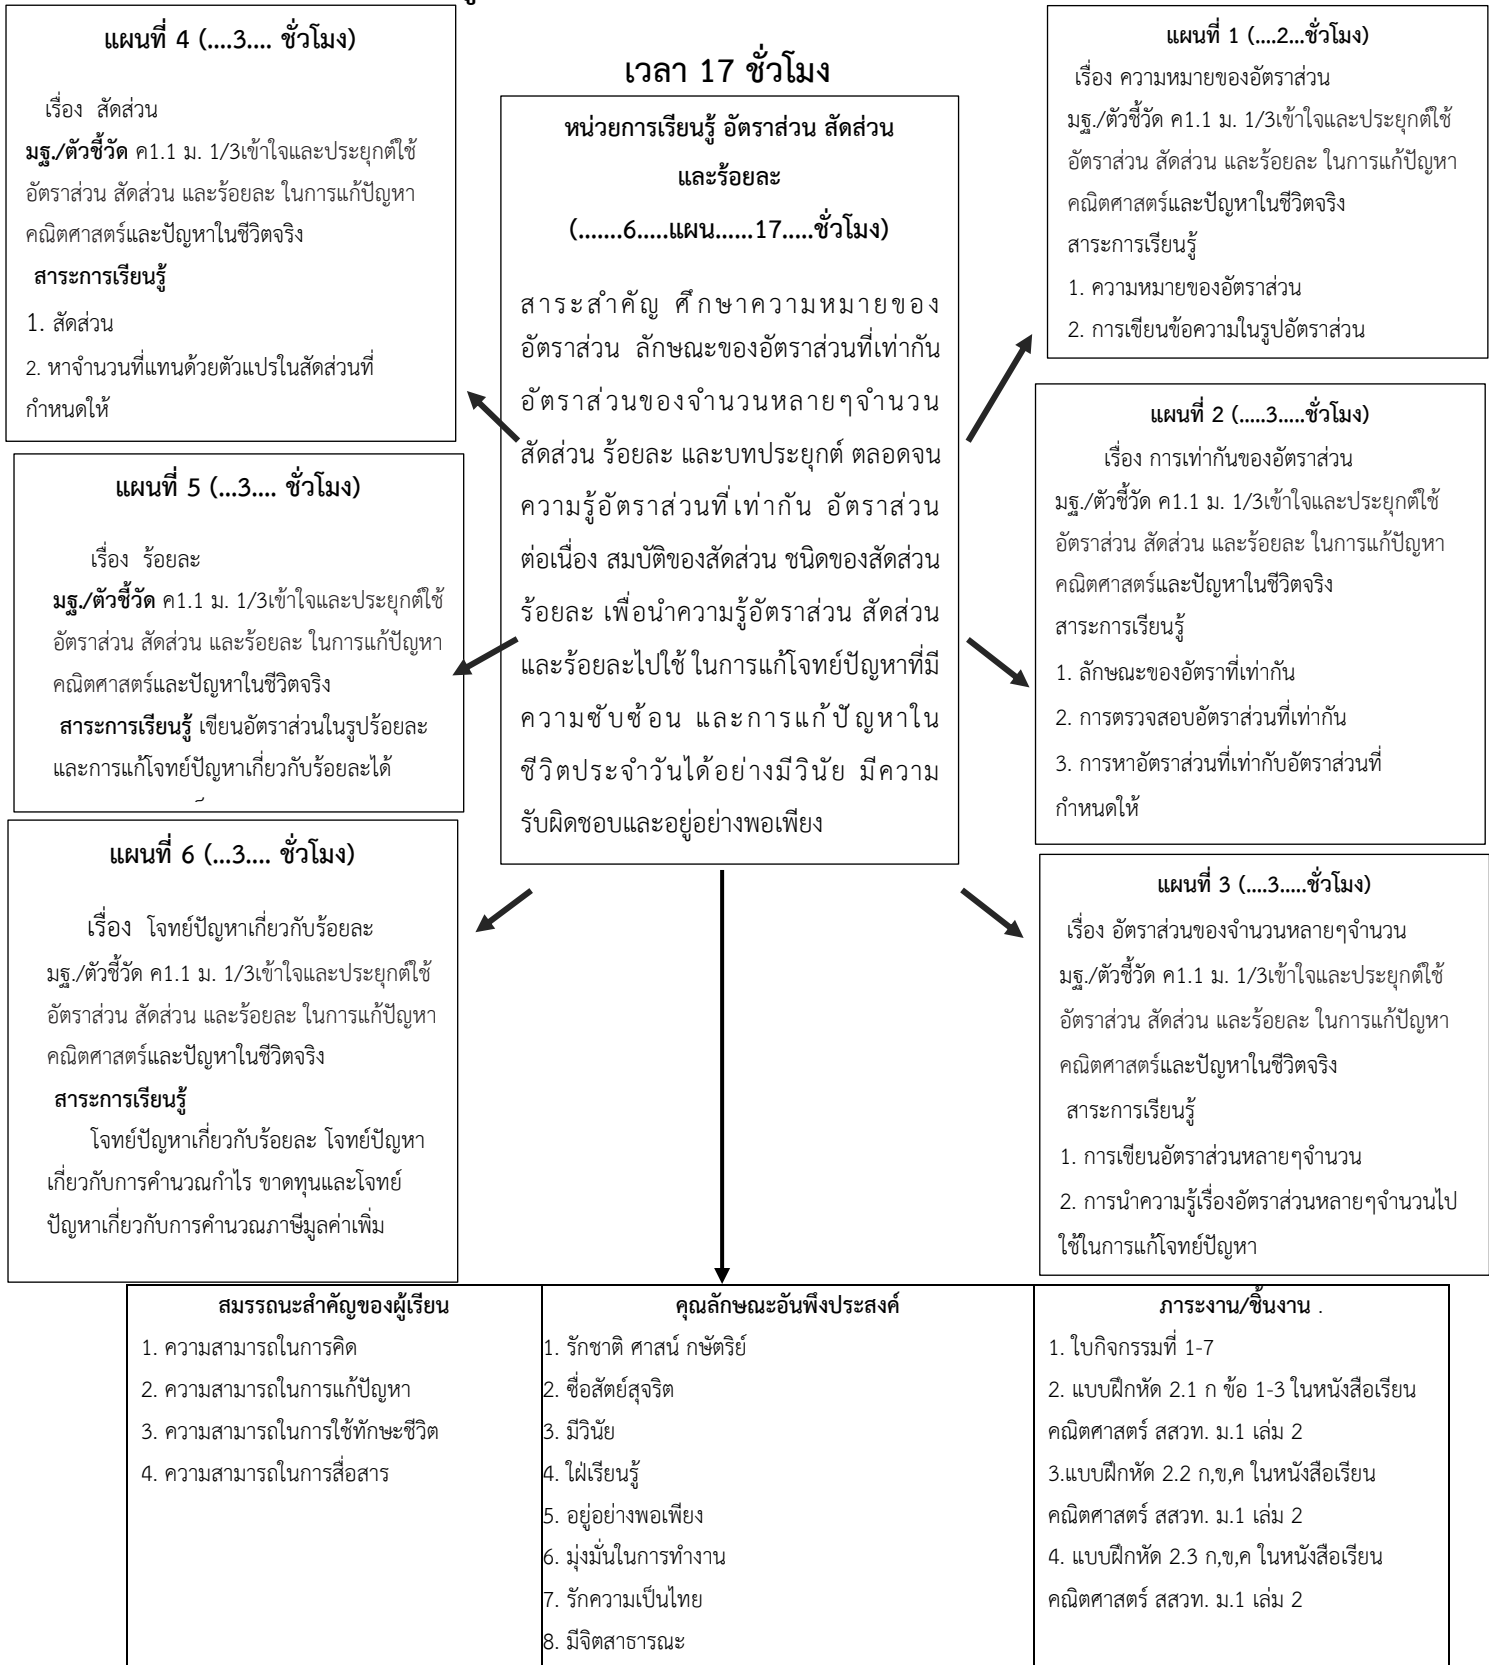 แผนที่ 4 (....3.... ชั่วโมง)
เรื่อง สัดส่วน
มฐ./ตัวชี้วัด ค1.1 ม. 1/3เข้าใจและประยุกต์ใช้
อัตราส่วน สัดส่วน และร้อยละ ในการแก้ปัญหา
คณิตศาสตร์และปัญหาในชีวิตจริง
สาระการเรียนรู้
1. สัดส่วน
2. หาจำนวนที่แทนด้วยตัวแปรในสัดส่วนที่
กำหนดให้
แผนที่ 5 (...3.... ชั่วโมง)
เรื่อง ร้อยละ
มฐ./ตัวชี้วัด ค1.1 ม. 1/3เข้าใจและประยุกต์ใช้
อัตราส่วน สัดส่วน และร้อยละ ในการแก้ปัญหา
คณิตศาสตร์และปัญหาในชีวิตจริง
สาระการเรียนรู้ เขียนอัตราส่วนในรูปร้อยละ
และการแก้โจทย์ปัญหาเกี่ยวกับร้อยละได้
แผนที่ 6 (...3.... ชั่วโมง)
เรื่อง โจทย์ปัญหาเกี่ยวกับร้อยละ
มฐ./ตัวชี้วัด ค1.1 ม. 1/3เข้าใจและประยุกต์ใช้
อัตราส่วน สัดส่วน และร้อยละ ในการแก้ปัญหา
คณิตศาสตร์และปัญหาในชีวิตจริง
สาระการเรียนรู้
โจทย์ปัญหาเกี่ยวกับร้อยละ โจทย์ปัญหา
เกี่ยวกับการคำนวณกำไร ขาดทุนและโจทย์
ปัญหาเกี่ยวกับการคำนวณภาษีมูลค่าเพิ่ม
เวลา 17 ชั่วโมง
หน่วยการเรียนรู้ อัตราส่วน สัดส่วน
และร้อยละ
(.......6.....แผน......17.....ชั่วโมง)
สาระสำคัญ ศึกษาความหมายของ
อัตราส่วน ลักษณะของอัตราส่วนที่เท่ากัน
อัตราส่วนของจำนวนหลายๆจำนวน
สัดส่วน ร้อยละ และบทประยุกต์ ตลอดจน
ความรู้อัตราส่วนที่เท่ากัน อัตราส่วน
ต่อเนื่อง สมบัติของสัดส่วน ชนิดของสัดส่วน
ร้อยละ เพื่อนำความรู้อัตราส่วน สัดส่วน
และร้อยละไปใช้ ในการแก้โจทย์ปัญหาที่มี
ความซับซ้อน และการแก้ปัญหาใน
ชีวิตประจำวันได้อย่างมีวินัย มีความ
รับผิดชอบและอยู่อย่างพอเพียง
แผนที่ 1 (....2...ชั่วโมง)
เรื่อง ความหมายของอัตราส่วน
มฐ./ตัวชี้วัด ค1.1 ม. 1/3เข้าใจและประยุกต์ใช้
อัตราส่วน สัดส่วน และร้อยละ ในการแก้ปัญหา
คณิตศาสตร์และปัญหาในชีวิตจริง
สาระการเรียนรู้
1. ความหมายของอัตราส่วน
2. การเขียนข้อความในรูปอัตราส่วน
แผนที่ 2 (.....3.....ชั่วโมง)
เรื่อง การเท่ากันของอัตราส่วน
มฐ./ตัวชี้วัด ค1.1 ม. 1/3เข้าใจและประยุกต์ใช้
อัตราส่วน สัดส่วน และร้อยละ ในการแก้ปัญหา
คณิตศาสตร์และปัญหาในชีวิตจริง
สาระการเรียนรู้
1. ลักษณะของอัตราที่เท่ากัน
2. การตรวจสอบอัตราส่วนที่เท่ากัน
3. การหาอัตราส่วนที่เท่ากับอัตราส่วนที่
กำหนดให้
แผนที่ 3 (....3.....ชั่วโมง)
เรื่อง อัตราส่วนของจำนวนหลายๆจำนวน
มฐ./ตัวชี้วัด ค1.1 ม. 1/3เข้าใจและประยุกต์ใช้
อัตราส่วน สัดส่วน และร้อยละ ในการแก้ปัญหา
คณิตศาสตร์และปัญหาในชีวิตจริง
สาระการเรียนรู้
1. การเขียนอัตราส่วนหลายๆจำนวน
2. การนำความรู้เรื่องอัตราส่วนหลายๆจำนวนไป
ใช้ในการแก้โจทย์ปัญหา
สมรรถนะสำคัญของผู้เรียน
1. ความสามารถในการคิด
2. ความสามารถในการแก้ปัญหา
3. ความสามารถในการใช้ทักษะชีวิต
4. ความสามารถในการสื่อสาร
คุณลักษณะอันพึงประสงค์
1. รักชาติ ศาสน์ กษัตริย์
2. ซื่อสัตย์สุจริต
3. มีวินัย
4. ใฝ่เรียนรู้
5. อยู่อย่างพอเพียง
6. มุ่งมั่นในการทำงาน
7. รักความเป็นไทย
8. มีจิตสาธารณะ
ภาระงาน/ชิ้นงาน .
1. ใบกิจกรรมที่ 1-7
2. แบบฝึกหัด 2.1 ก ข้อ 1-3 ในหนังสือเรียน
คณิตศาสตร์ สสวท. ม.1 เล่ม 2
3.แบบฝึกหัด 2.2 ก,ข,ค ในหนังสือเรียน
คณิตศาสตร์ สสวท. ม.1 เล่ม 2
4. แบบฝึกหัด 2.3 ก,ข,ค ในหนังสือเรียน
คณิตศาสตร์ สสวท. ม.1 เล่ม 2